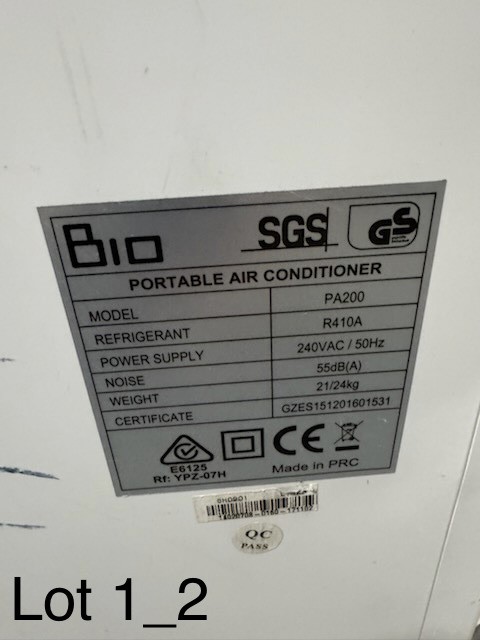 Bio SGS GS
PORTABLE AIR CONDITIONER
MODEL PA200
REFRIGERANT R410A
POWER SUPPLY 240VAC / 50Hz
NOISE 55dB(A)
WEIGHT 21/24kg
CERTIFICATE GZES151201601531
E6125
Rf: YPZ-07H
CE
Made in PRC
QC
PASS
Lot 1_2